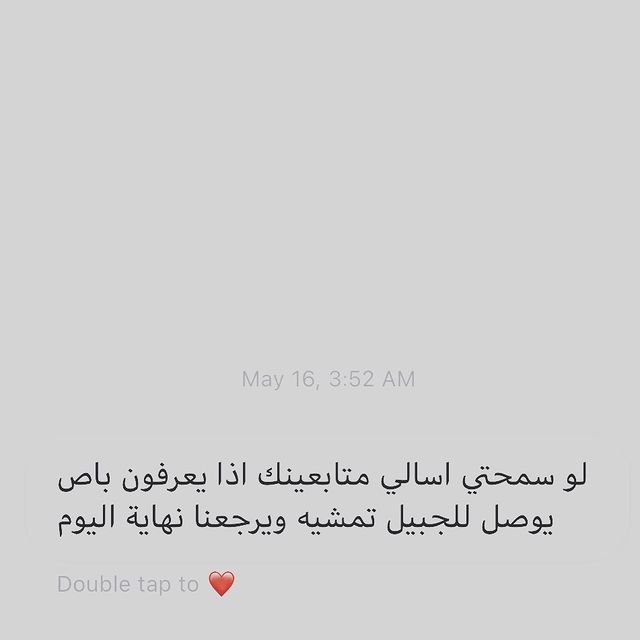 May 16, 3:52 AM
لو سمحتي اسالي متابعينك اذا يعرفون باص
يوصل للجبيل تمشيه ويرجعنا نهاية اليوم
Double tap to ❤️